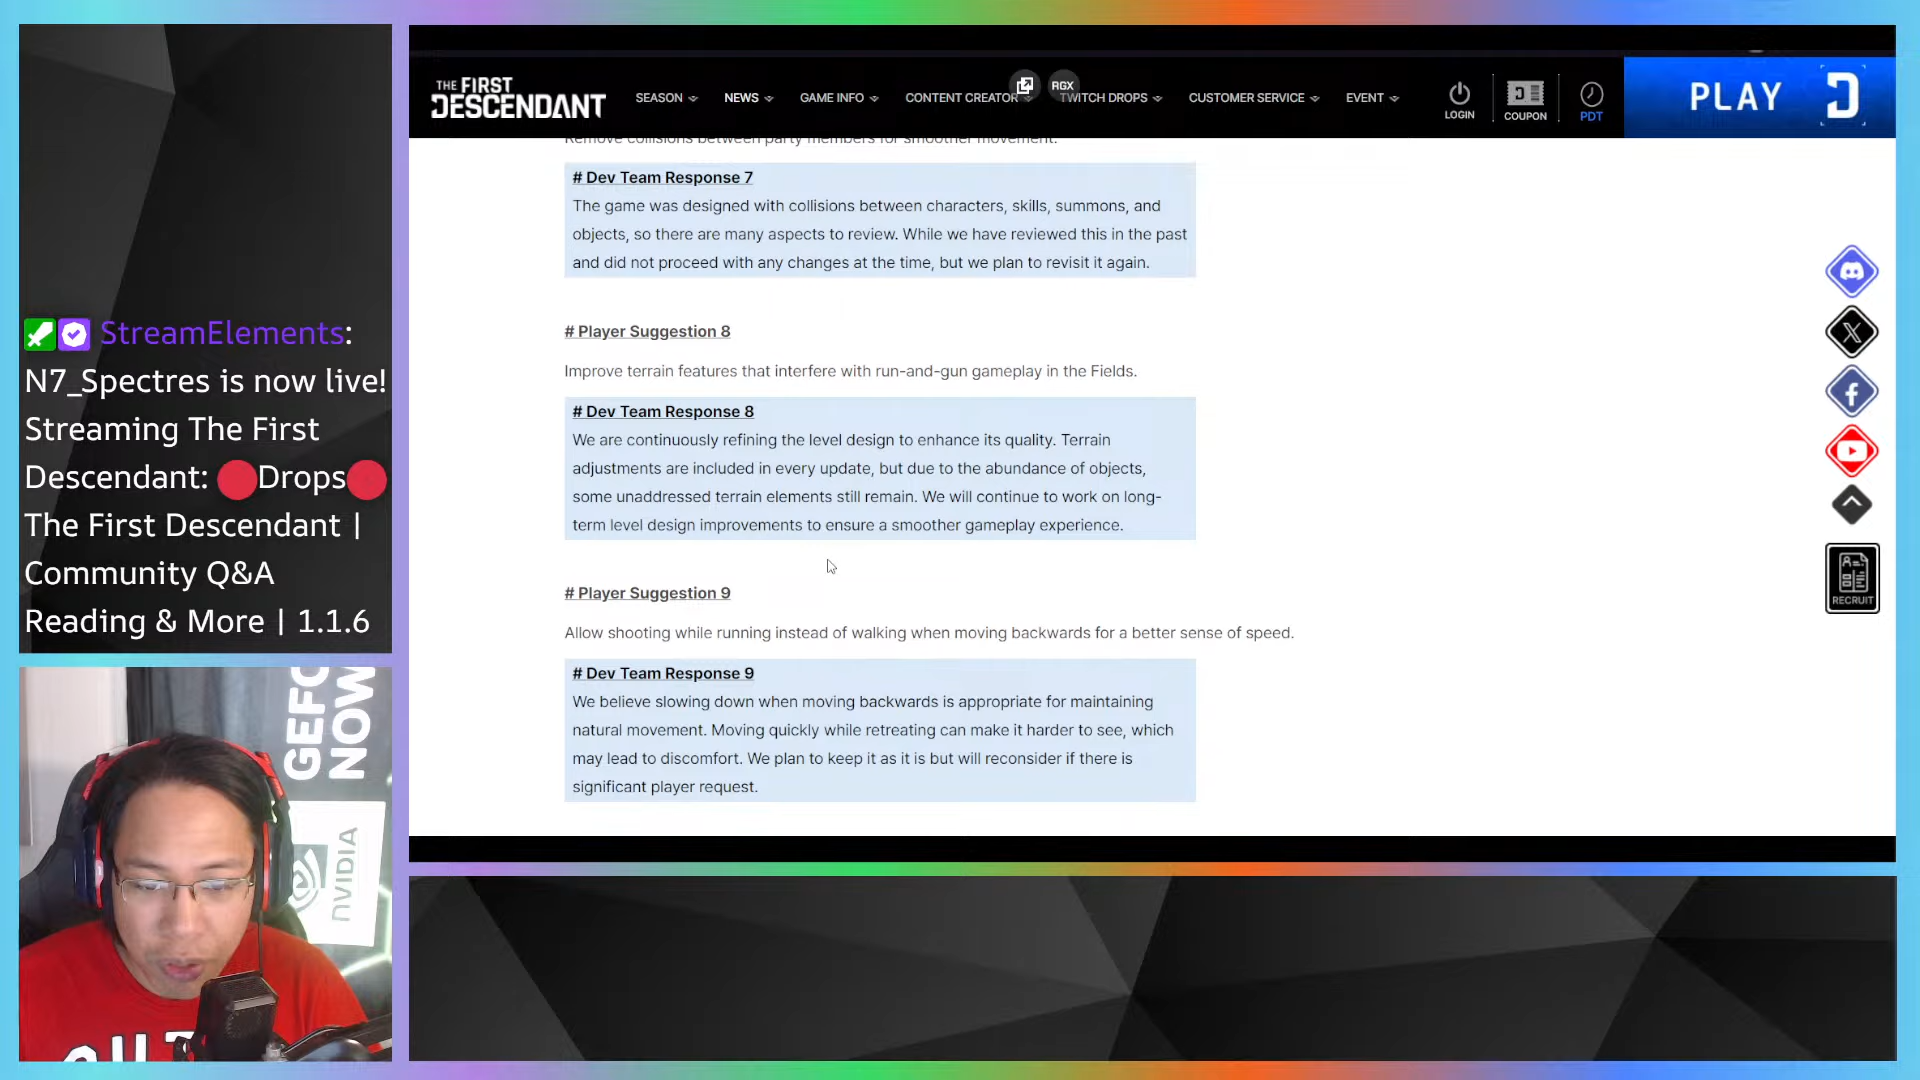 StreamElements:
N7_Spectres is now live!
Streaming The First
Descendant: 🔴Drops🔴
The First Descendant |
Community Q&A
Reading & More | 1.1.6
GEFO
NOW
NVIDIA
THE FIRST
DESCENDANT
SEASON
NEWS
GAME INFO
CONTENT CREATOR
RGX
TWITCH DROPS
CUSTOMER SERVICE
EVENT
LOGIN
COUPON
PDT
PLAY
Remove collisions between party members for smoother movement.
# Dev Team Response 7
The game was designed with collisions between characters, skills, summons, and
objects, so there are many aspects to review. While we have reviewed this in the past
and did not proceed with any changes at the time, but we plan to revisit it again.
# Player Suggestion 8
Improve terrain features that interfere with run-and-gun gameplay in the Fields.
# Dev Team Response 8
We are continuously refining the level design to enhance its quality. Terrain
adjustments are included in every update, but due to the abundance of objects,
some unaddressed terrain elements still remain. We will continue to work on long-
term level design improvements to ensure a smoother gameplay experience.
# Player Suggestion 9
Allow shooting while running instead of walking when moving backwards for a better sense of speed.
# Dev Team Response 9
We believe slowing down when moving backwards is appropriate for maintaining
natural movement. Moving quickly while retreating can make it harder to see, which
may lead to discomfort. We plan to keep it as it is but will reconsider if there is
significant player request.
RECRUIT